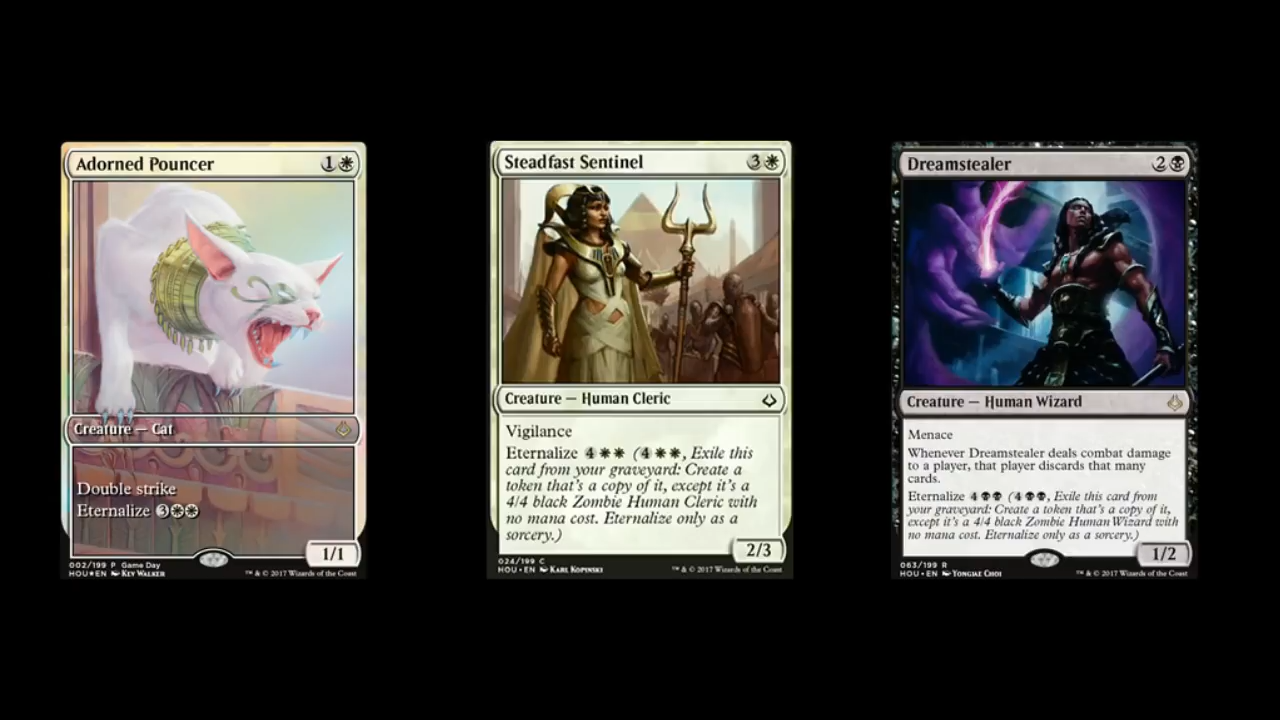 Adorned Pouncer 1
Creature — Cat
Double strike
Eternalize 3
1/1
002/199 P Game Day
HOU★EN Kev Walker
™ & © 2017 Wizards of the Coast
Steadfast Sentinel 3
Creature — Human Cleric
Vigilance
Eternalize 4 (4, Exile this
card from your graveyard: Create a
token that's a copy of it, except it's a
4/4 black Zombie Human Cleric with
no mana cost. Eternalize only as a
sorcery.)
2/3
024/199 C
HOU • EN Karl Kopinski
™ & © 2017 Wizards of the Coast
Dreamstealer 2
Creature — Human Wizard
Menace
Whenever Dreamstealer deals combat damage
to a player, that player discards that many
cards.
Eternalize 4 (4, Exile this card from
your graveyard: Create a token that's a copy of it,
except it's a 4/4 black Zombie Human Wizard with
no mana cost. Eternalize only as a sorcery.)
1/2
063/199 R
HOU • EN Yongjae Choi
™ & © 2017 Wizards of the Coast